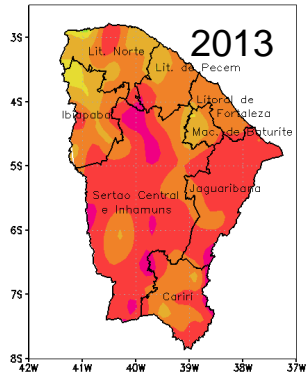 2013
3S
Lit. Norte
Lit. de Pecem
4S
Ibiapaba
Litoral de
Fortaleza
Mac. de Baturite
5S
Sertao Central
e Inhamuns
Jaguaribana
6S
7S
Cariri
8S
42W 41W 40W 39W 38W 37W